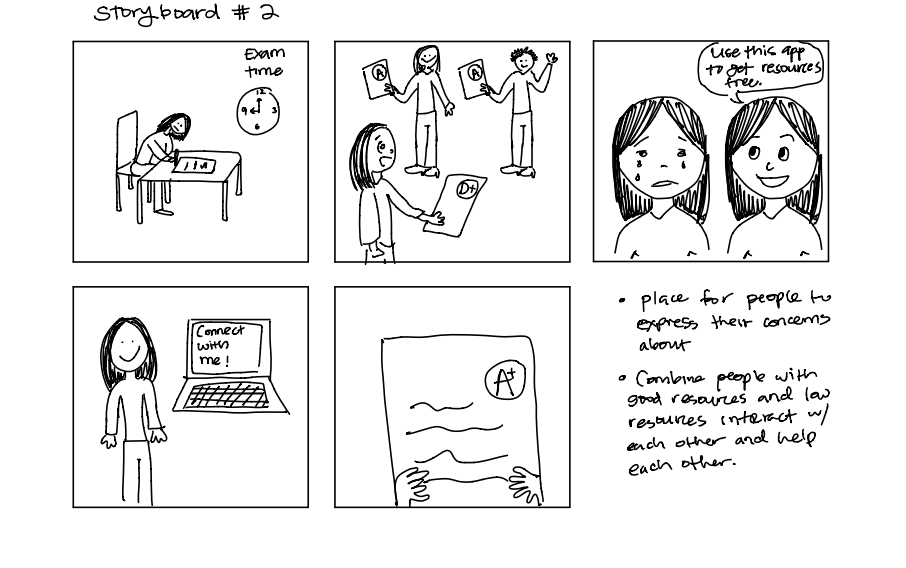 Storyboard # 2
Exam
time
12
9 3
6
A
A
D+
Use this app
to get resources
free.
Connect
with
me!
A+
• place for people to
express their concerns
about
• Combine people with
good resources and low
resources interact w/
each other and help
each other.